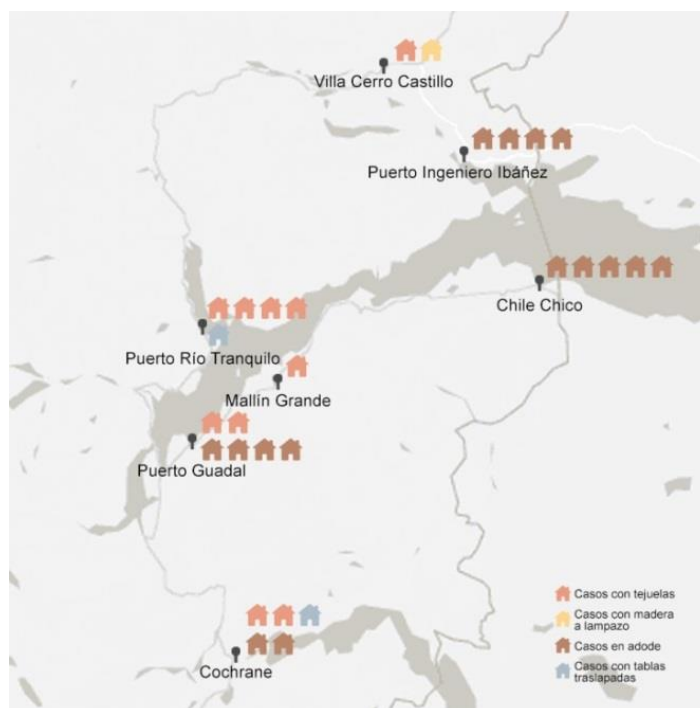 Villa Cerro Castillo
Puerto Ingeniero Ibáñez
Chile Chico
Puerto Río Tranquilo
Mallín Grande
Puerto Guadal
Casos con tejuelas
Casos con madera
a lampazo
Casos en adode
Casos con tablas
traslapadas
Cochrane